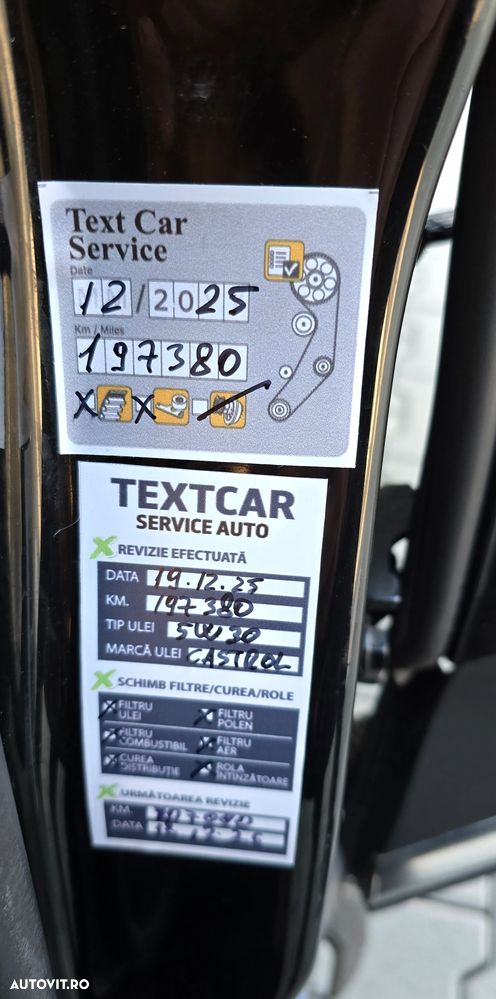 Text Car
Service
Date
12/2025
Km / Miles
197380
X X
TEXTCAR
SERVICE AUTO
X REVIZIE EFECTUATĂ
DATA 19.12.25
KM. 197380
TIP ULEI 5W30
MARCĂ ULEI CASTROL
X SCHIMB FILTRE/CUREA/ROLE
FILTRU ULEI
FILTRU POLEN
FILTRU COMBUSTIBIL
FILTRU AER
CUREA DISTRIBUȚIE
ROLA INTINZĂTOARE
X URMĂTOAREA REVIZIE
KM.
DATA
AUTOVIT.RO